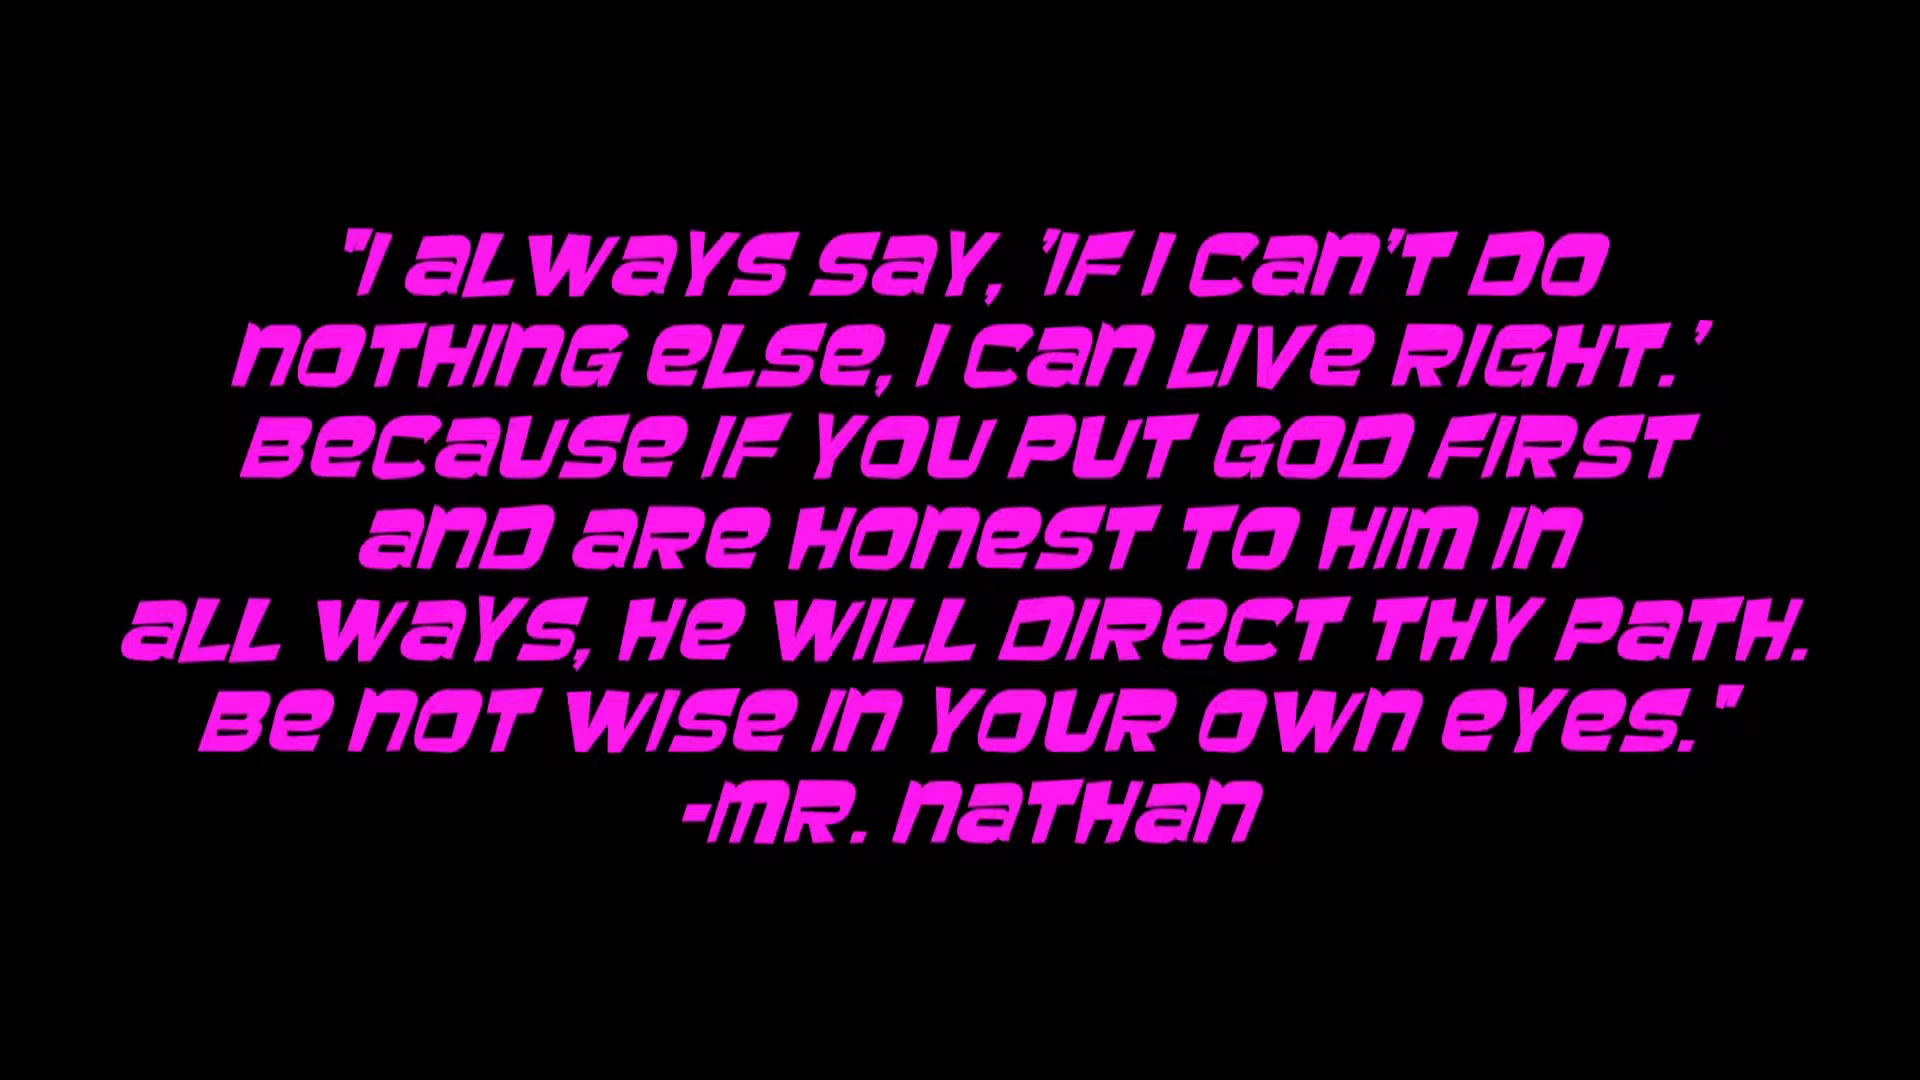 "I ALWAYS SAY, 'IF I CAN'T DO
NOTHING ELSE, I CAN LIVE RIGHT.'
BECAUSE IF YOU PUT GOD FIRST
AND ARE HONEST TO HIM IN
ALL WAYS, HE WILL DIRECT THY PATH.
BE NOT WISE IN YOUR OWN EYES."
-MR. NATHAN